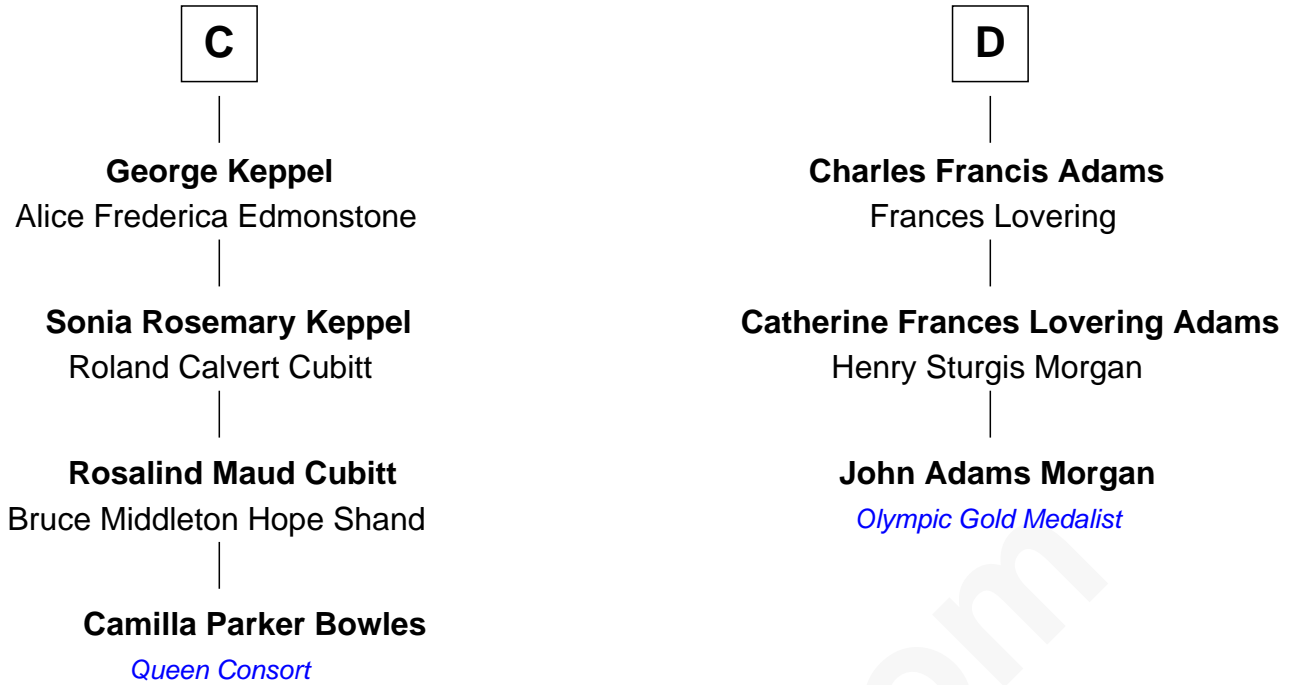 C
George Keppel
Alice Frederica Edmonstone
Sonia Rosemary Keppel
Roland Calvert Cubitt
Rosalind Maud Cubitt
Bruce Middleton Hope Shand
Camilla Parker Bowles
Queen Consort
D
Charles Francis Adams
Frances Lovering
Catherine Frances Lovering Adams
Henry Sturgis Morgan
John Adams Morgan
Olympic Gold Medalist
om